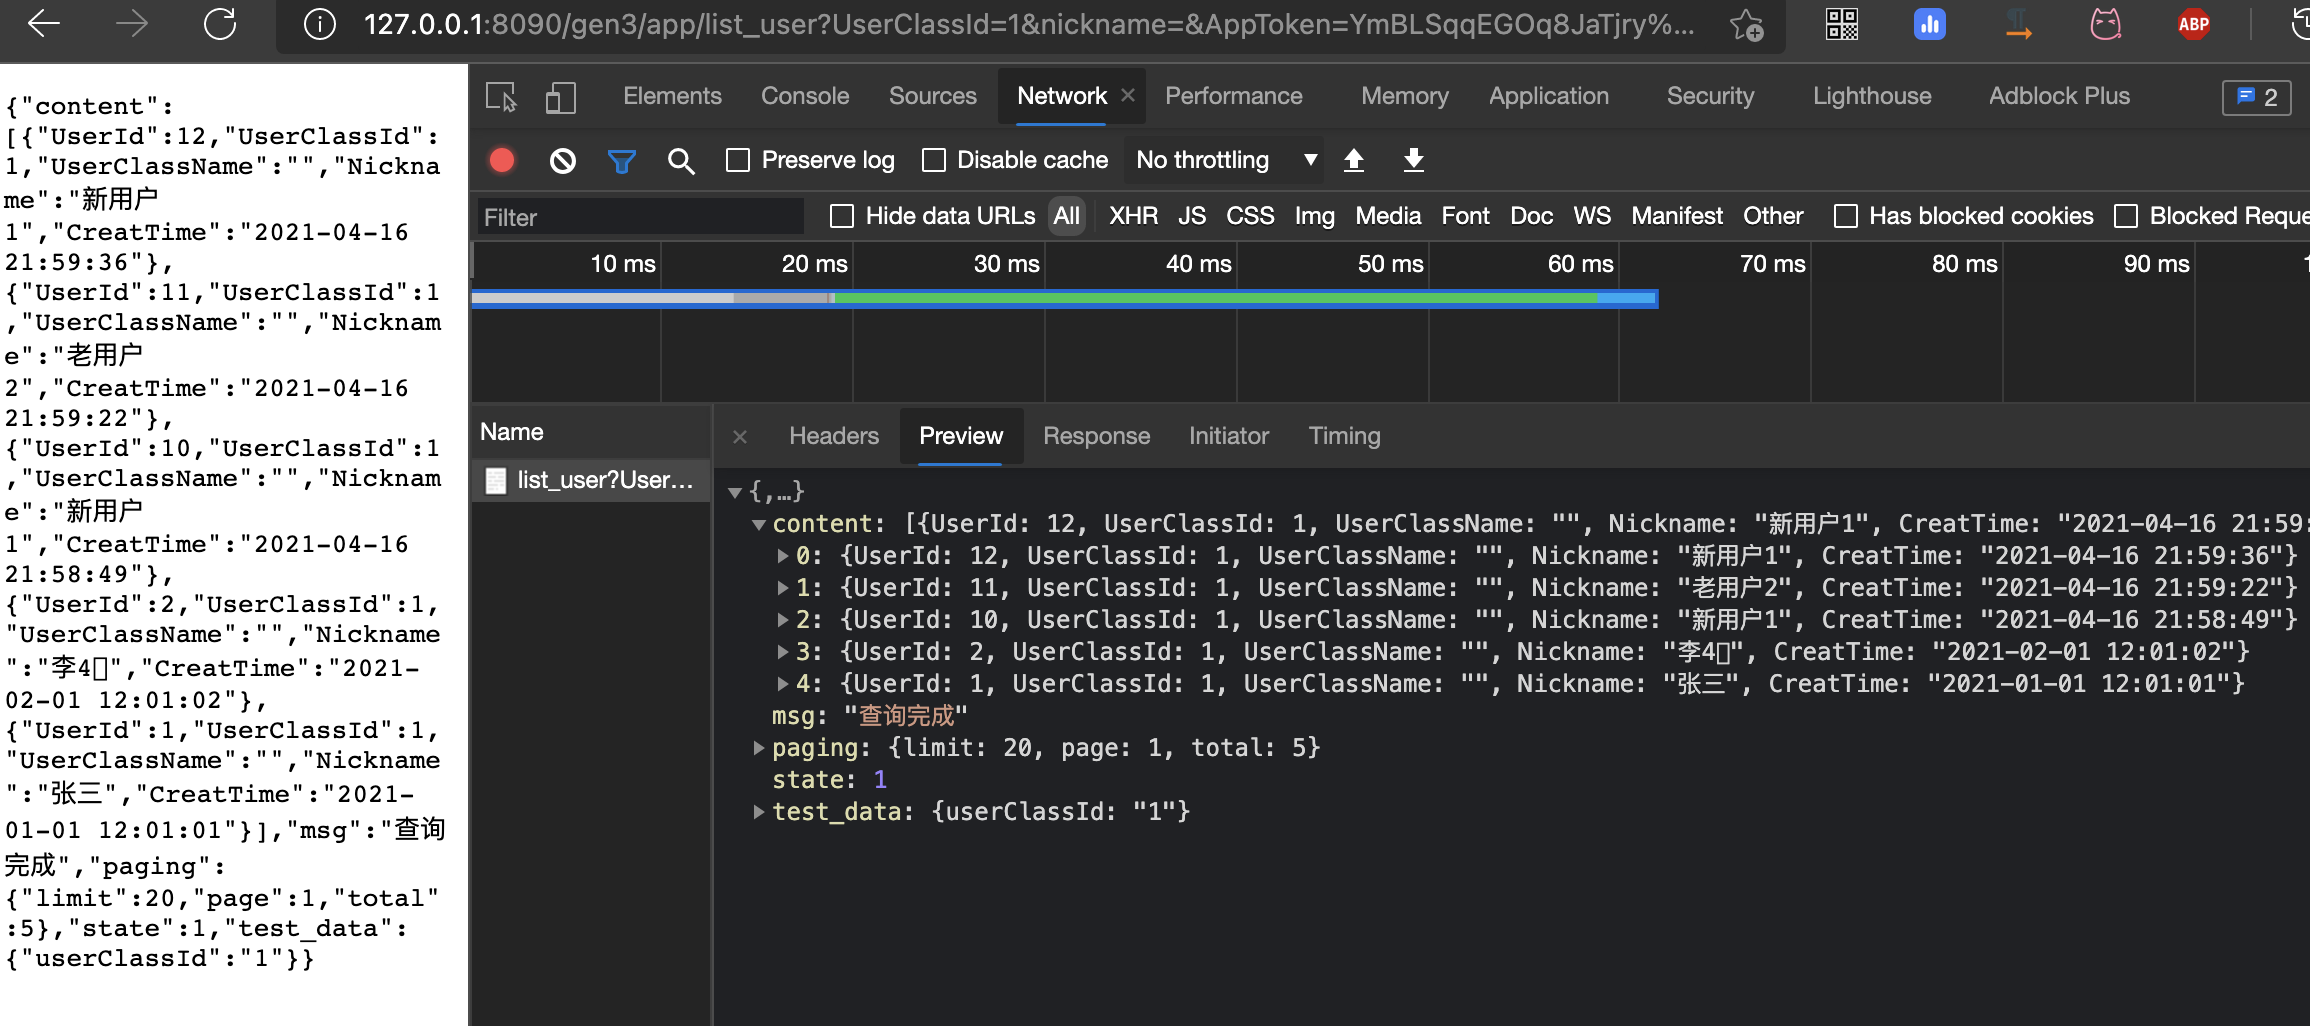 127.0.0.1:8090/gen3/app/list_user?UserClassId=1&nickname=&AppToken=YmBLSqqEGOq8JaTjry%...
ABP
{"content":
[{"UserId":12,"UserClassId":
1,"UserClassName":"","Nickna
me":"新用户
1","CreatTime":"2021-04-16
21:59:36"},
{"UserId":11,"UserClassId":1
,"UserClassName":"","Nicknam
e":"老用户
2","CreatTime":"2021-04-16
21:59:22"},
{"UserId":10,"UserClassId":1
,"UserClassName":"","Nicknam
e":"新用户
1","CreatTime":"2021-04-16
21:58:49"},
{"UserId":2,"UserClassId":1,
"UserClassName":"","Nickname
":"李4▯","CreatTime":"2021-
02-01 12:01:02"},
{"UserId":1,"UserClassId":1,
"UserClassName":"","Nickname
":"张三","CreatTime":"2021-
01-01 12:01:01"}],"msg":"查询
完成","paging":
{"limit":20,"page":1,"total"
:5},"state":1,"test_data":
{"userClassId":"1"}}
Elements Console Sources Network × Performance Memory Application Security Lighthouse Adblock Plus 2
Preserve log Disable cache No throttling
Filter Hide data URLs All XHR JS CSS Img Media Font Doc WS Manifest Other Has blocked cookies Blocked Reque
10 ms 20 ms 30 ms 40 ms 50 ms 60 ms 70 ms 80 ms 90 ms
Name
list_user?User...
× Headers Preview Response Initiator Timing
{,…}
content: [{UserId: 12, UserClassId: 1, UserClassName: "", Nickname: "新用户1", CreatTime: "2021-04-16 21:59:
0: {UserId: 12, UserClassId: 1, UserClassName: "", Nickname: "新用户1", CreatTime: "2021-04-16 21:59:36"}
1: {UserId: 11, UserClassId: 1, UserClassName: "", Nickname: "老用户2", CreatTime: "2021-04-16 21:59:22"}
2: {UserId: 10, UserClassId: 1, UserClassName: "", Nickname: "新用户1", CreatTime: "2021-04-16 21:58:49"}
3: {UserId: 2, UserClassId: 1, UserClassName: "", Nickname: "李4▯", CreatTime: "2021-02-01 12:01:02"}
4: {UserId: 1, UserClassId: 1, UserClassName: "", Nickname: "张三", CreatTime: "2021-01-01 12:01:01"}
msg: "查询完成"
paging: {limit: 20, page: 1, total: 5}
state: 1
test_data: {userClassId: "1"}